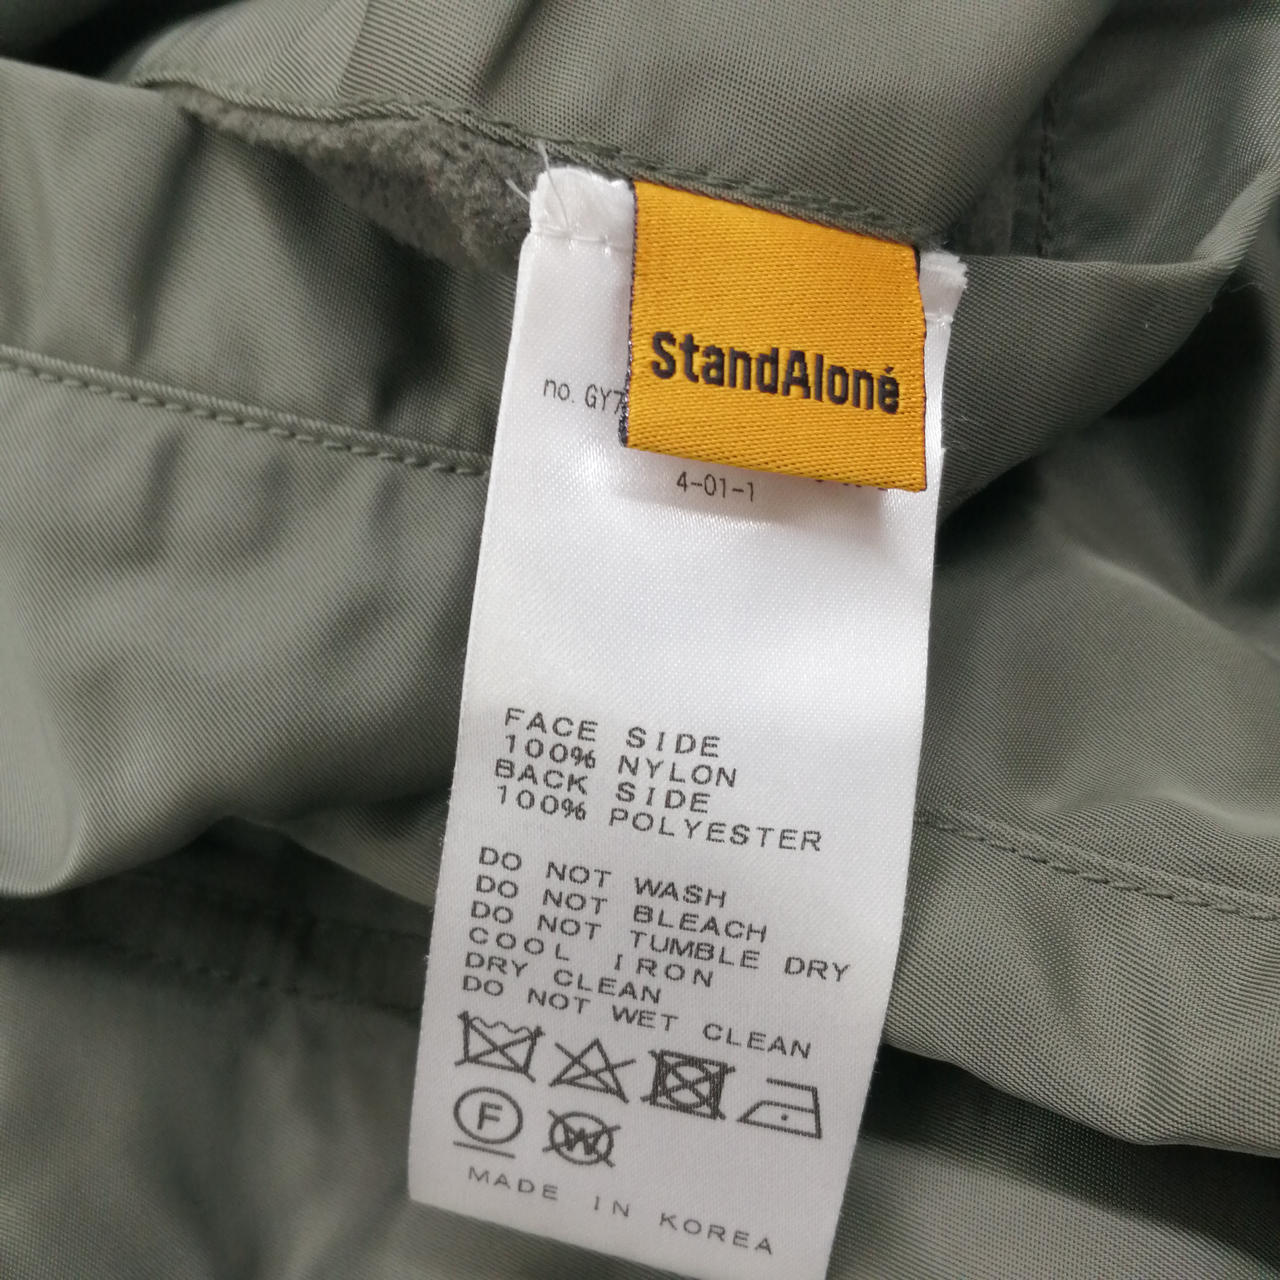 StandAloné
no. GY7
4-01-1
FACE SIDE
100% NYLON
BACK SIDE
100% POLYESTER
DO NOT WASH
DO NOT BLEACH
DO NOT TUMBLE DRY
COOL IRON
DRY CLEAN
DO NOT WET CLEAN
F W
MADE IN KOREA